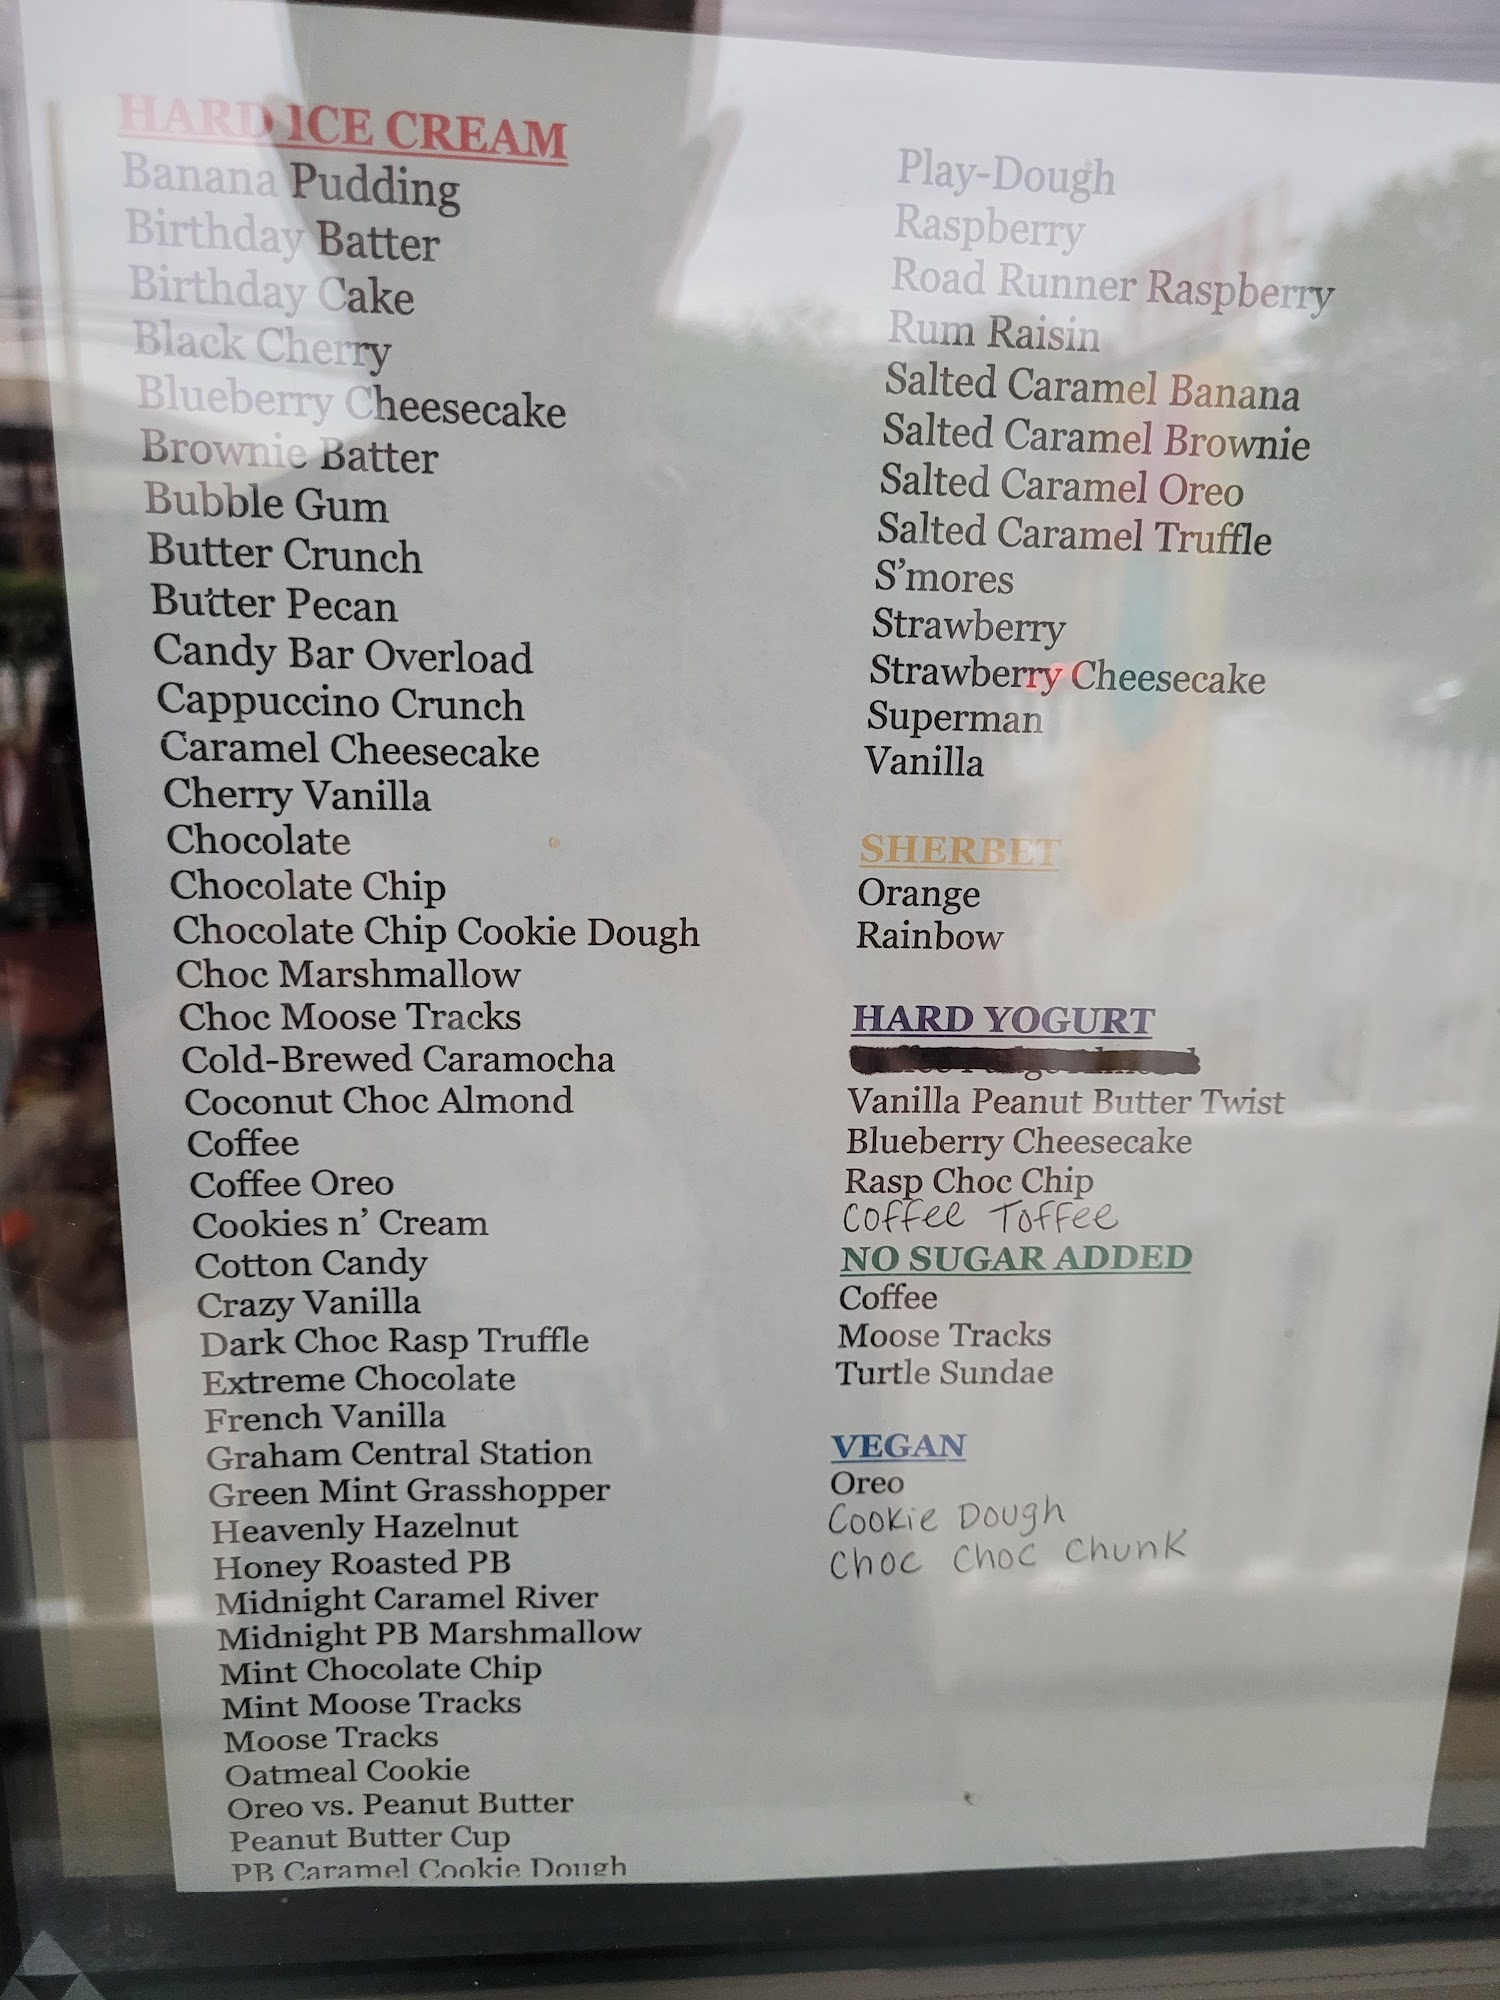 HARD ICE CREAM
Banana Pudding
Birthday Batter
Birthday Cake
Black Cherry
Blueberry Cheesecake
Brownie Batter
Bubble Gum
Butter Crunch
Butter Pecan
Candy Bar Overload
Cappuccino Crunch
Caramel Cheesecake
Cherry Vanilla
Chocolate
Chocolate Chip
Chocolate Chip Cookie Dough
Choc Marshmallow
Choc Moose Tracks
Cold-Brewed Caramocha
Coconut Choc Almond
Coffee
Coffee Oreo
Cookies n’ Cream
Cotton Candy
Crazy Vanilla
Dark Choc Rasp Truffle
Extreme Chocolate
French Vanilla
Graham Central Station
Green Mint Grasshopper
Heavenly Hazelnut
Honey Roasted PB
Midnight Caramel River
Midnight PB Marshmallow
Mint Chocolate Chip
Mint Moose Tracks
Moose Tracks
Oatmeal Cookie
Oreo vs. Peanut Butter
Peanut Butter Cup
PB Caramel Cookie Dough
Play-Dough
Raspberry
Road Runner Raspberry
Rum Raisin
Salted Caramel Banana
Salted Caramel Brownie
Salted Caramel Oreo
Salted Caramel Truffle
S’mores
Strawberry
Strawberry Cheesecake
Superman
Vanilla
SHERBET
Orange
Rainbow
HARD YOGURT
Vanilla Peanut Butter Twist
Blueberry Cheesecake
Rasp Choc Chip
Coffee Toffee
NO SUGAR ADDED
Coffee
Moose Tracks
Turtle Sundae
VEGAN
Oreo
Cookie Dough
Choc Choc Chunk